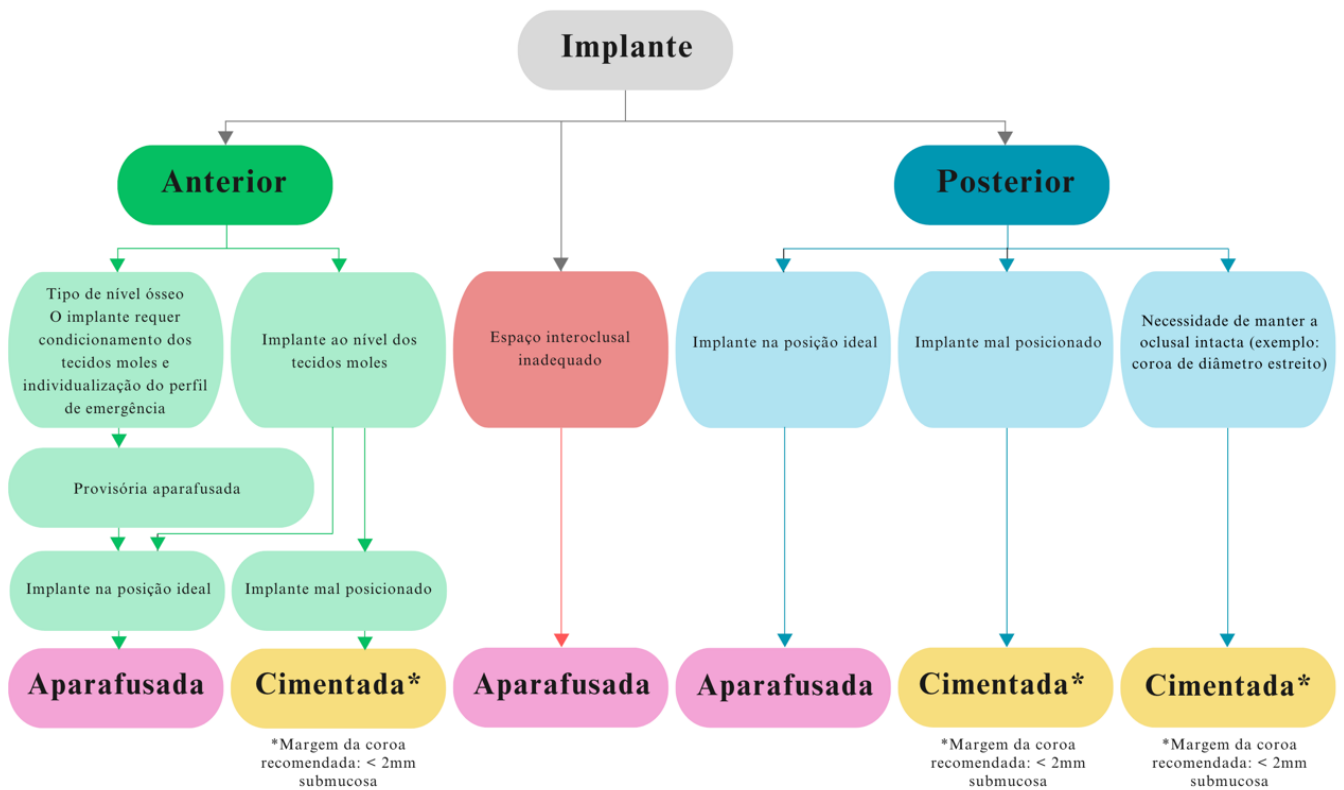 Implante
Anterior
Posterior
Tipo de nível ósseo
O implante requer
condicionamento dos
tecidos moles e
individualização do perfil
de emergência
Implante ao nível dos
tecidos moles
Espaço interoclusal
inadequado
Implante na posição ideal
Implante mal posicionado
Necessidade de manter a
oclusal intacta (exemplo:
coroa de diâmetro estreito)
Provisória aparafusada
Implante na posição ideal
Implante mal posicionado
Aparafusada
Cimentada*
Aparafusada
Aparafusada
Cimentada*
Cimentada*
*Margem da coroa
recomendada: < 2mm
submucosa
*Margem da coroa
recomendada: < 2mm
submucosa
*Margem da coroa
recomendada: < 2mm
submucosa